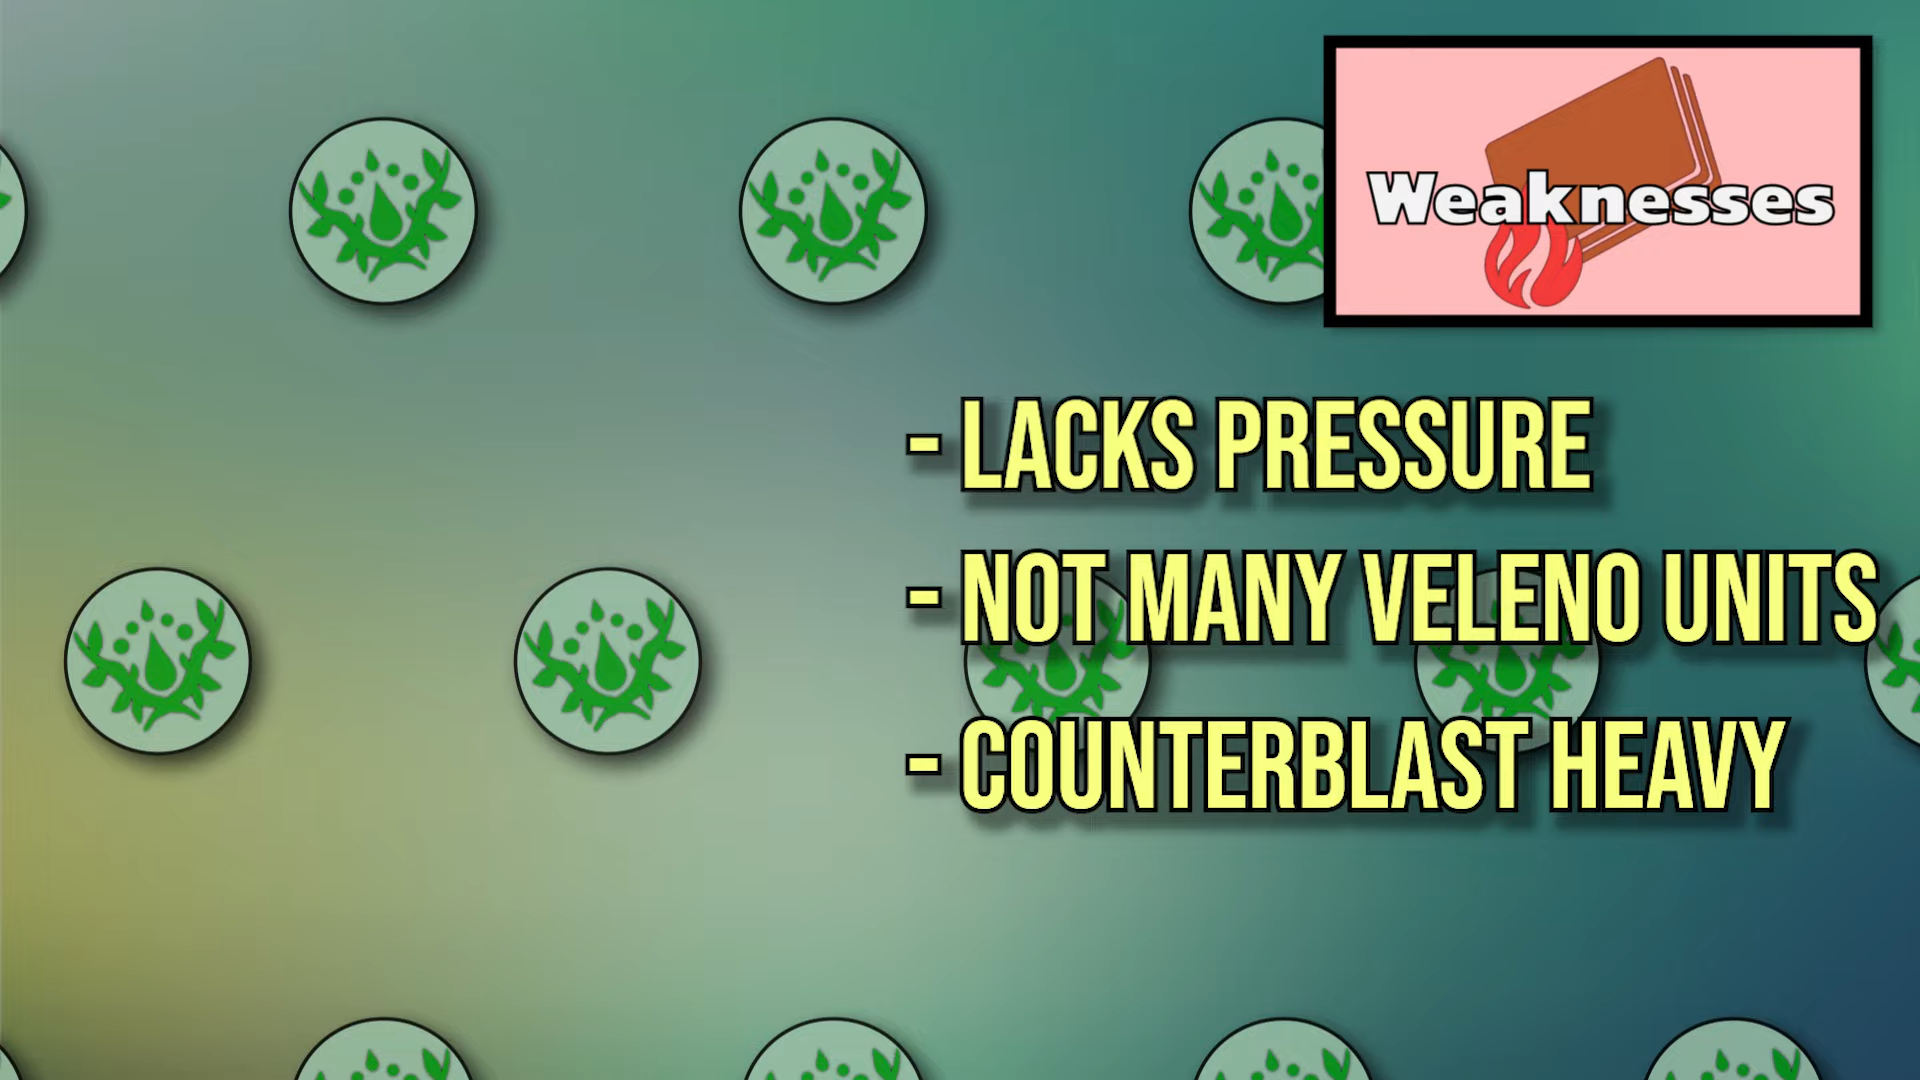 Weaknesses
- LACKS PRESSURE
- NOT MANY VELENO UNITS
- COUNTERBLAST HEAVY